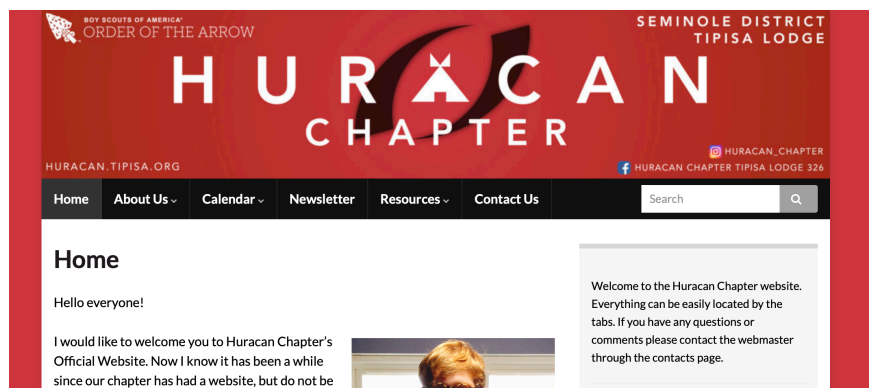 BOY SCOUTS OF AMERICA®
ORDER OF THE ARROW
SEMINOLE DISTRICT
TIPISA LODGE
HURACAN
CHAPTER
HURACAN.TIPISA.ORG
HURACAN_CHAPTER
HURACAN CHAPTER TIPISA LODGE 326
Home About Us Calendar Newsletter Resources Contact Us Search
Home
Hello everyone!
I would like to welcome you to Huracan Chapter's
Official Website. Now I know it has been a while
since our chapter has had a website, but do not be
Welcome to the Huracan Chapter website.
Everything can be easily located by the
tabs. If you have any questions or
comments please contact the webmaster
through the contacts page.